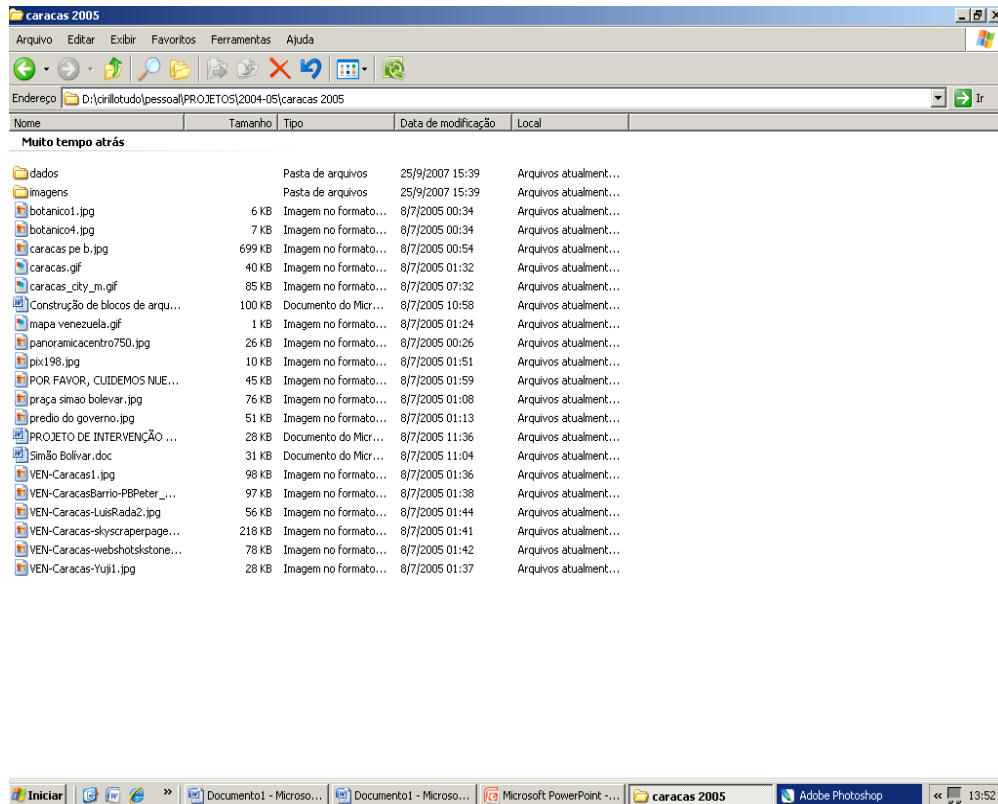 caracas 2005
Arquivo Editar Exibir Favoritos Ferramentas Ajuda
Endereço D:\cirillotudo\pessoal\PROJETOS\2004-05\caracas 2005 Ir
Nome Tamanho Tipo Data de modificação Local
Muito tempo atrás
dados Pasta de arquivos 25/9/2007 15:39 Arquivos atualment...
imagens Pasta de arquivos 25/9/2007 15:39 Arquivos atualment...
botanico1.jpg 6 KB Imagem no formato... 8/7/2005 00:34 Arquivos atualment...
botanico4.jpg 7 KB Imagem no formato... 8/7/2005 00:34 Arquivos atualment...
caracas pe b.jpg 699 KB Imagem no formato... 8/7/2005 00:54 Arquivos atualment...
caracas.gif 40 KB Imagem no formato... 8/7/2005 01:32 Arquivos atualment...
caracas_city_m.gif 85 KB Imagem no formato... 8/7/2005 07:32 Arquivos atualment...
Construção de blocos de arqu... 100 KB Documento do Micr... 8/7/2005 10:58 Arquivos atualment...
mapa venezuela.gif 1 KB Imagem no formato... 8/7/2005 01:24 Arquivos atualment...
panoramicacentro750.jpg 26 KB Imagem no formato... 8/7/2005 00:26 Arquivos atualment...
pix198.jpg 10 KB Imagem no formato... 8/7/2005 01:51 Arquivos atualment...
POR FAVOR, CUIDEMOS NUE... 45 KB Imagem no formato... 8/7/2005 01:59 Arquivos atualment...
praça simao bolevar.jpg 76 KB Imagem no formato... 8/7/2005 01:08 Arquivos atualment...
predio do governo.jpg 51 KB Imagem no formato... 8/7/2005 01:13 Arquivos atualment...
PROJETO DE INTERVENÇÃO ... 28 KB Documento do Micr... 8/7/2005 11:36 Arquivos atualment...
Simão Bolívar.doc 31 KB Documento do Micr... 8/7/2005 11:04 Arquivos atualment...
VEN-Caracas1.jpg 98 KB Imagem no formato... 8/7/2005 01:36 Arquivos atualment...
VEN-CaracasBarrio-PBPeter_... 97 KB Imagem no formato... 8/7/2005 01:38 Arquivos atualment...
VEN-Caracas-LuisRada2.jpg 56 KB Imagem no formato... 8/7/2005 01:44 Arquivos atualment...
VEN-Caracas-skyscraperpage... 218 KB Imagem no formato... 8/7/2005 01:41 Arquivos atualment...
VEN-Caracas-webshotskstone... 78 KB Imagem no formato... 8/7/2005 01:42 Arquivos atualment...
VEN-Caracas-Yuji1.jpg 28 KB Imagem no formato... 8/7/2005 01:37 Arquivos atualment...
Iniciar » Documento1 - Microso... Documento1 - Microso... Microsoft PowerPoint -... caracas 2005 Adobe Photoshop « 13:52